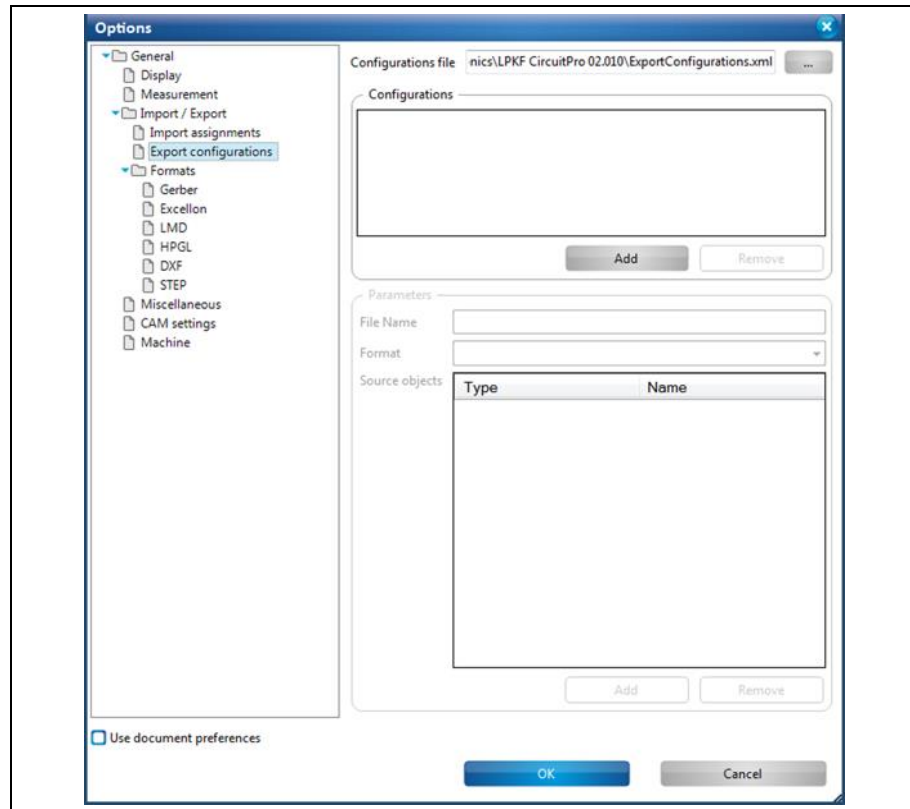 Options
General
Display
Measurement
Import / Export
Import assignments
Export configurations
Formats
Gerber
Excellon
LMD
HPGL
DXF
STEP
Miscellaneous
CAM settings
Machine
Configurations file nics\LPKF CircuitPro 02.010\ExportConfigurations.xml ...
Configurations
Add Remove
Parameters
File Name
Format
Source objects Type Name
Add Remove
Use document preferences
OK Cancel